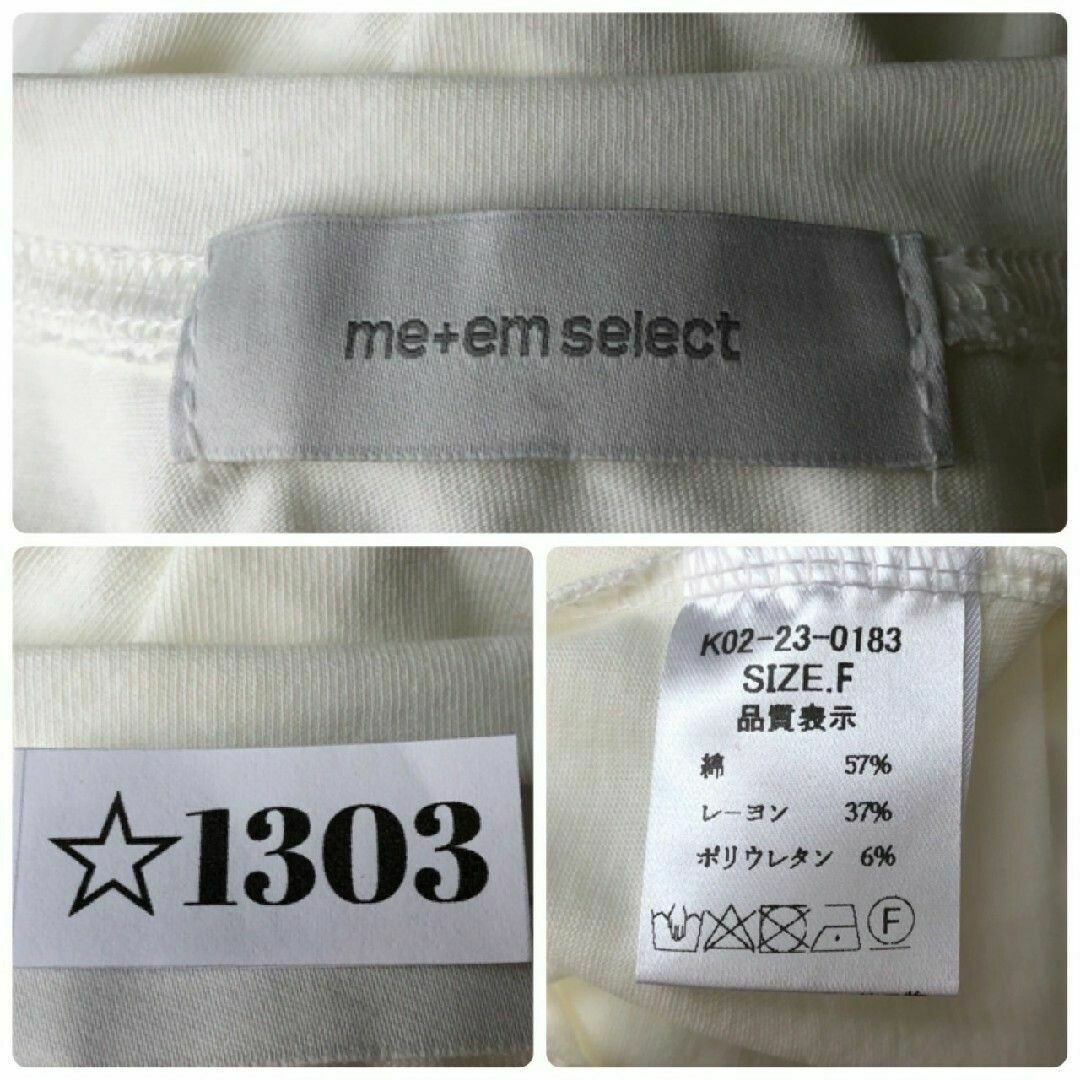 me+em select
☆1303
K02-23-0183
SIZE.F
品質表示
綿 57%
レーヨン 37%
ポリウレタン 6%
F